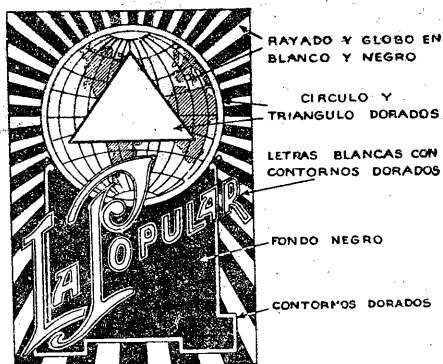 RAYADO Y GLOBO EN
BLANCO Y NEGRO
CIRCULO Y
TRIANGULO DORADOS
LETRAS BLANCAS CON
CONTORNOS DORADOS
LA POPULAR
FONDO NEGRO
CONTORNOS DORADOS